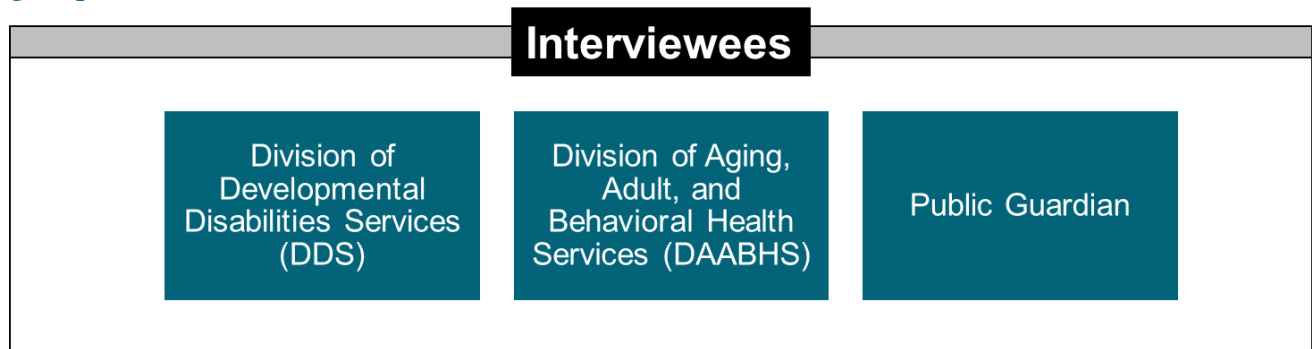 Interviewees
Division of
Developmental
Disabilities Services
(DDS)
Division of Aging,
Adult, and
Behavioral Health
Services (DAABHS)
Public Guardian